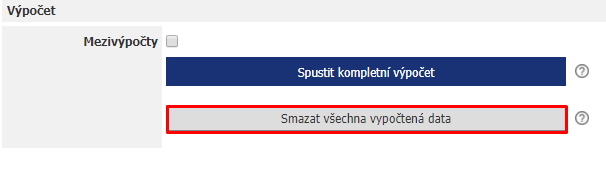 Výpočet
Mezivýpočty
Spustit kompletní výpočet
?
Smazat všechna vypočtená data
?